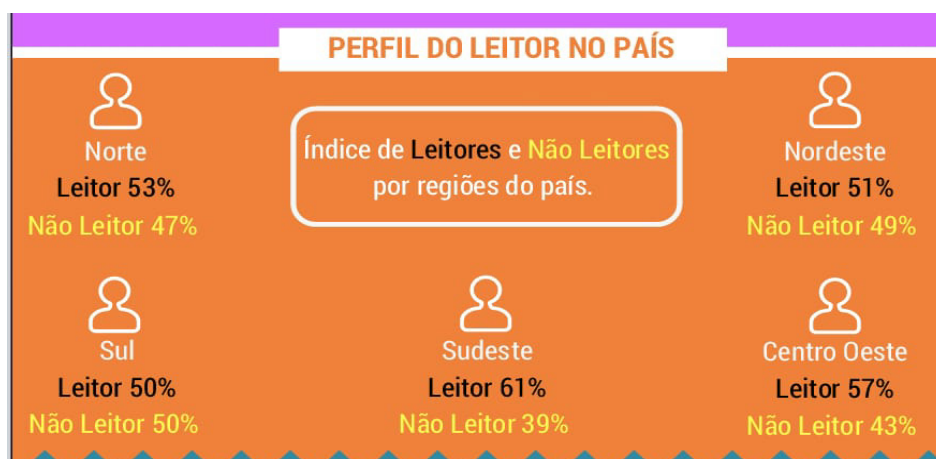 PERFIL DO LEITOR NO PAÍS
Índice de Leitores e Não Leitores
por regiões do país.
Norte
Leitor 53%
Não Leitor 47%
Nordeste
Leitor 51%
Não Leitor 49%
Sul
Leitor 50%
Não Leitor 50%
Sudeste
Leitor 61%
Não Leitor 39%
Centro Oeste
Leitor 57%
Não Leitor 43%